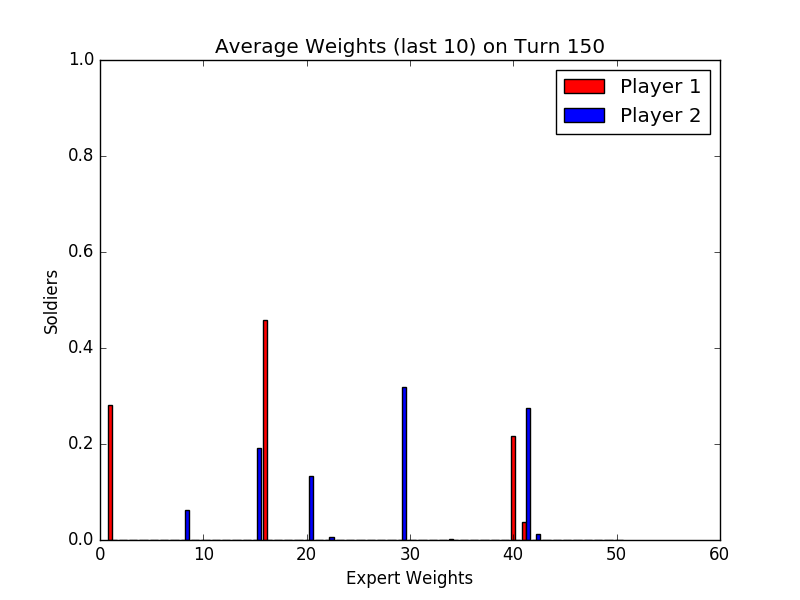 Average Weights (last 10) on Turn 150
Player 1
Player 2
1.0
0.8
0.6
0.4
0.2
0.0
Soldiers
0 10 20 30 40 50 60
Expert Weights